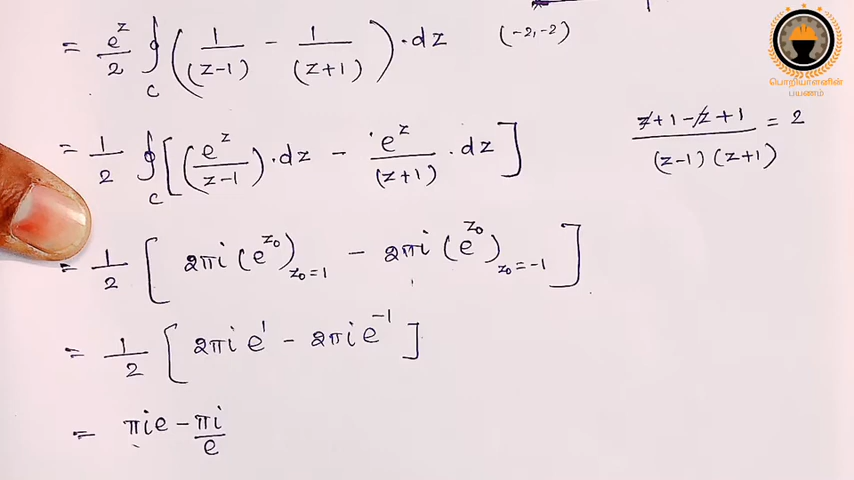 = e^z/2 ∮_C (1/(z-1) - 1/(z+1)) · dz
(-2,-2)
பொறியாளனின்
பயணம்
= 1/2 ∮_C [(e^z/(z-1)) · dz - e^z/(z+1) · dz]
z+1-z+1/(z-1)(z+1) = 2
= 1/2 [2πi (e^{z₀})_{z₀=1} - 2πi (e^{z₀})_{z₀=-1}]
= 1/2 [2πi e^1 - 2πi e^{-1}]
= πie - πi/e